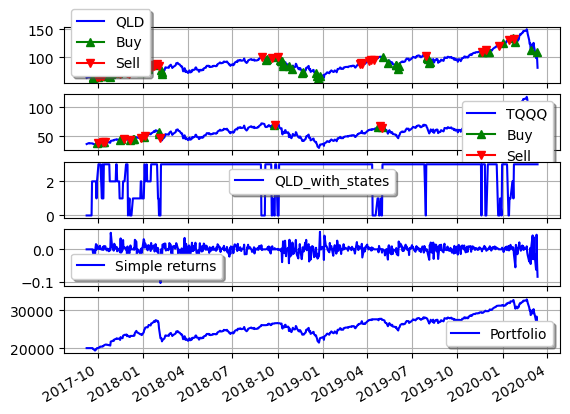 150
100
QLD
Buy
Sell
100
50
TQQQ
Buy
Sell
2
0
QLD_with_states
0.0
−0.1
Simple returns
30000
20000
Portfolio
2017-10
2018-01
2018-04
2018-07
2018-10
2019-01
2019-04
2019-07
2019-10
2020-01
2020-04